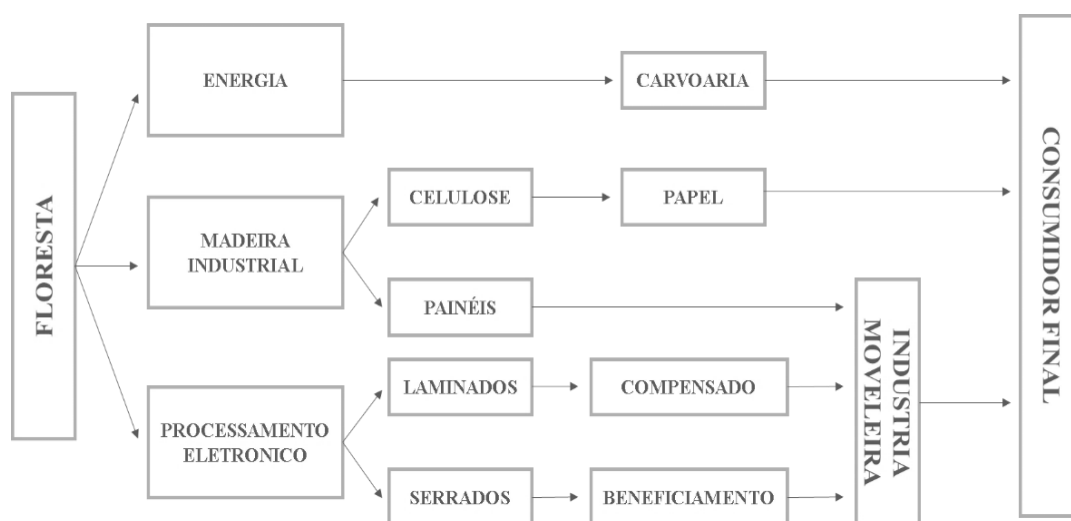 FLORESTA
ENERGIA
CARVOARIA
CONSUMIDOR FINAL
MADEIRA
INDUSTRIAL
CELULOSE
PAPEL
PAINÉIS
INDUSTRIA
MOVELEIRA
PROCESSAMENTO
ELETRONICO
LAMINADOS
COMPENSADO
SERRADOS
BENEFICIAMENTO